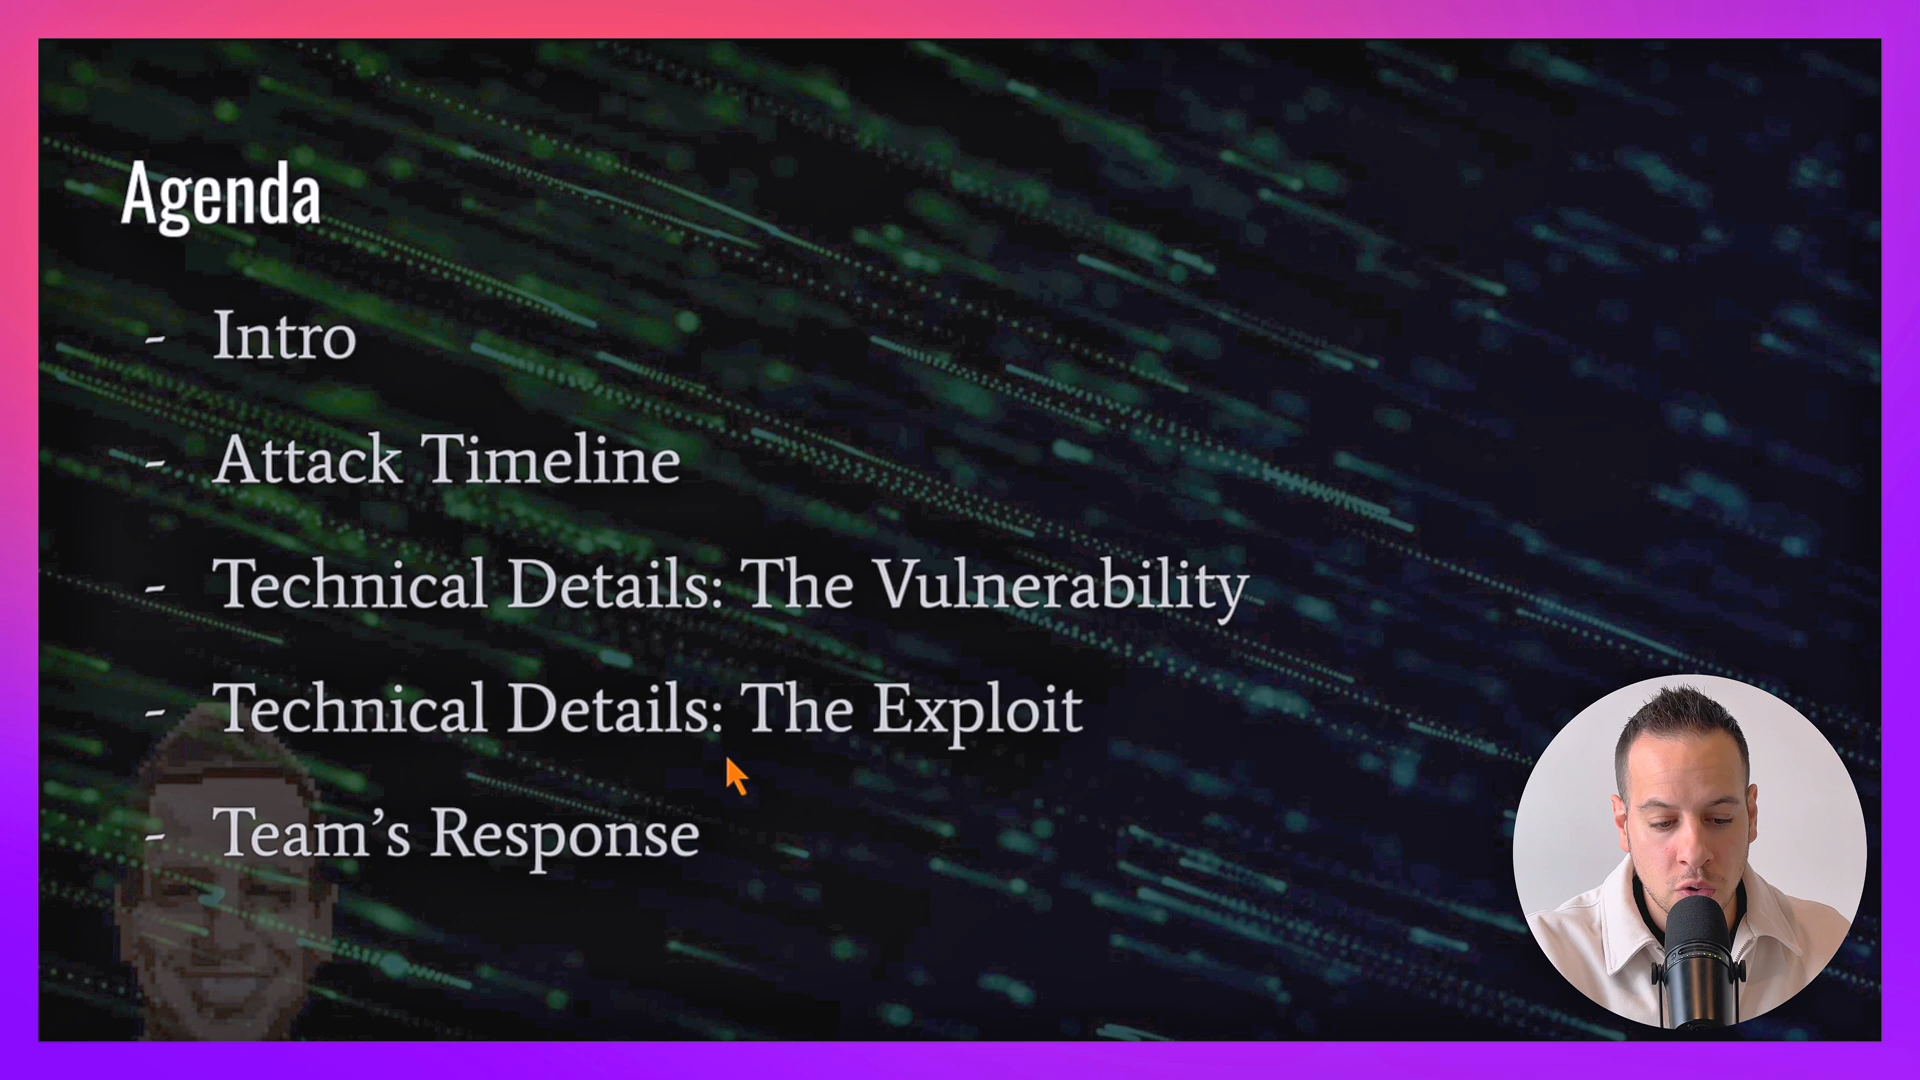 Agenda
- Intro
- Attack Timeline
- Technical Details: The Vulnerability
- Technical Details: The Exploit
- Team’s Response